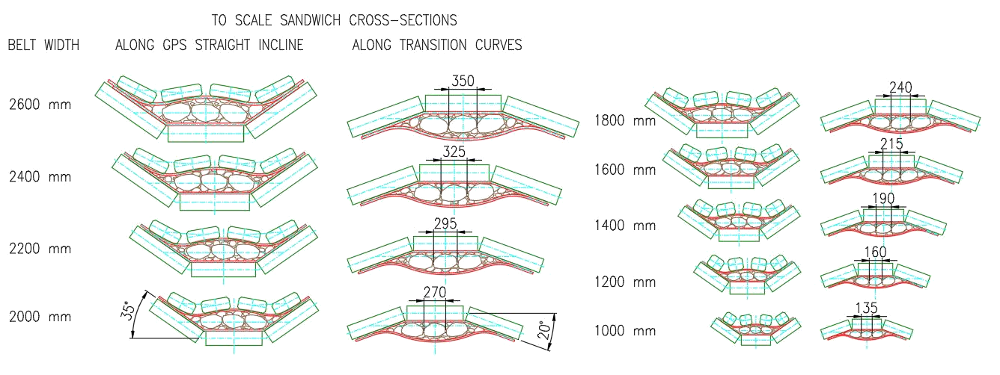 TO SCALE SANDWICH CROSS-SECTIONS
BELT WIDTH ALONG GPS STRAIGHT INCLINE ALONG TRANSITION CURVES
2600 mm 350
2400 mm 325
2200 mm 295
2000 mm 35° 270 20°
1800 mm 240
1600 mm 215
1400 mm 190
1200 mm 160
1000 mm 135